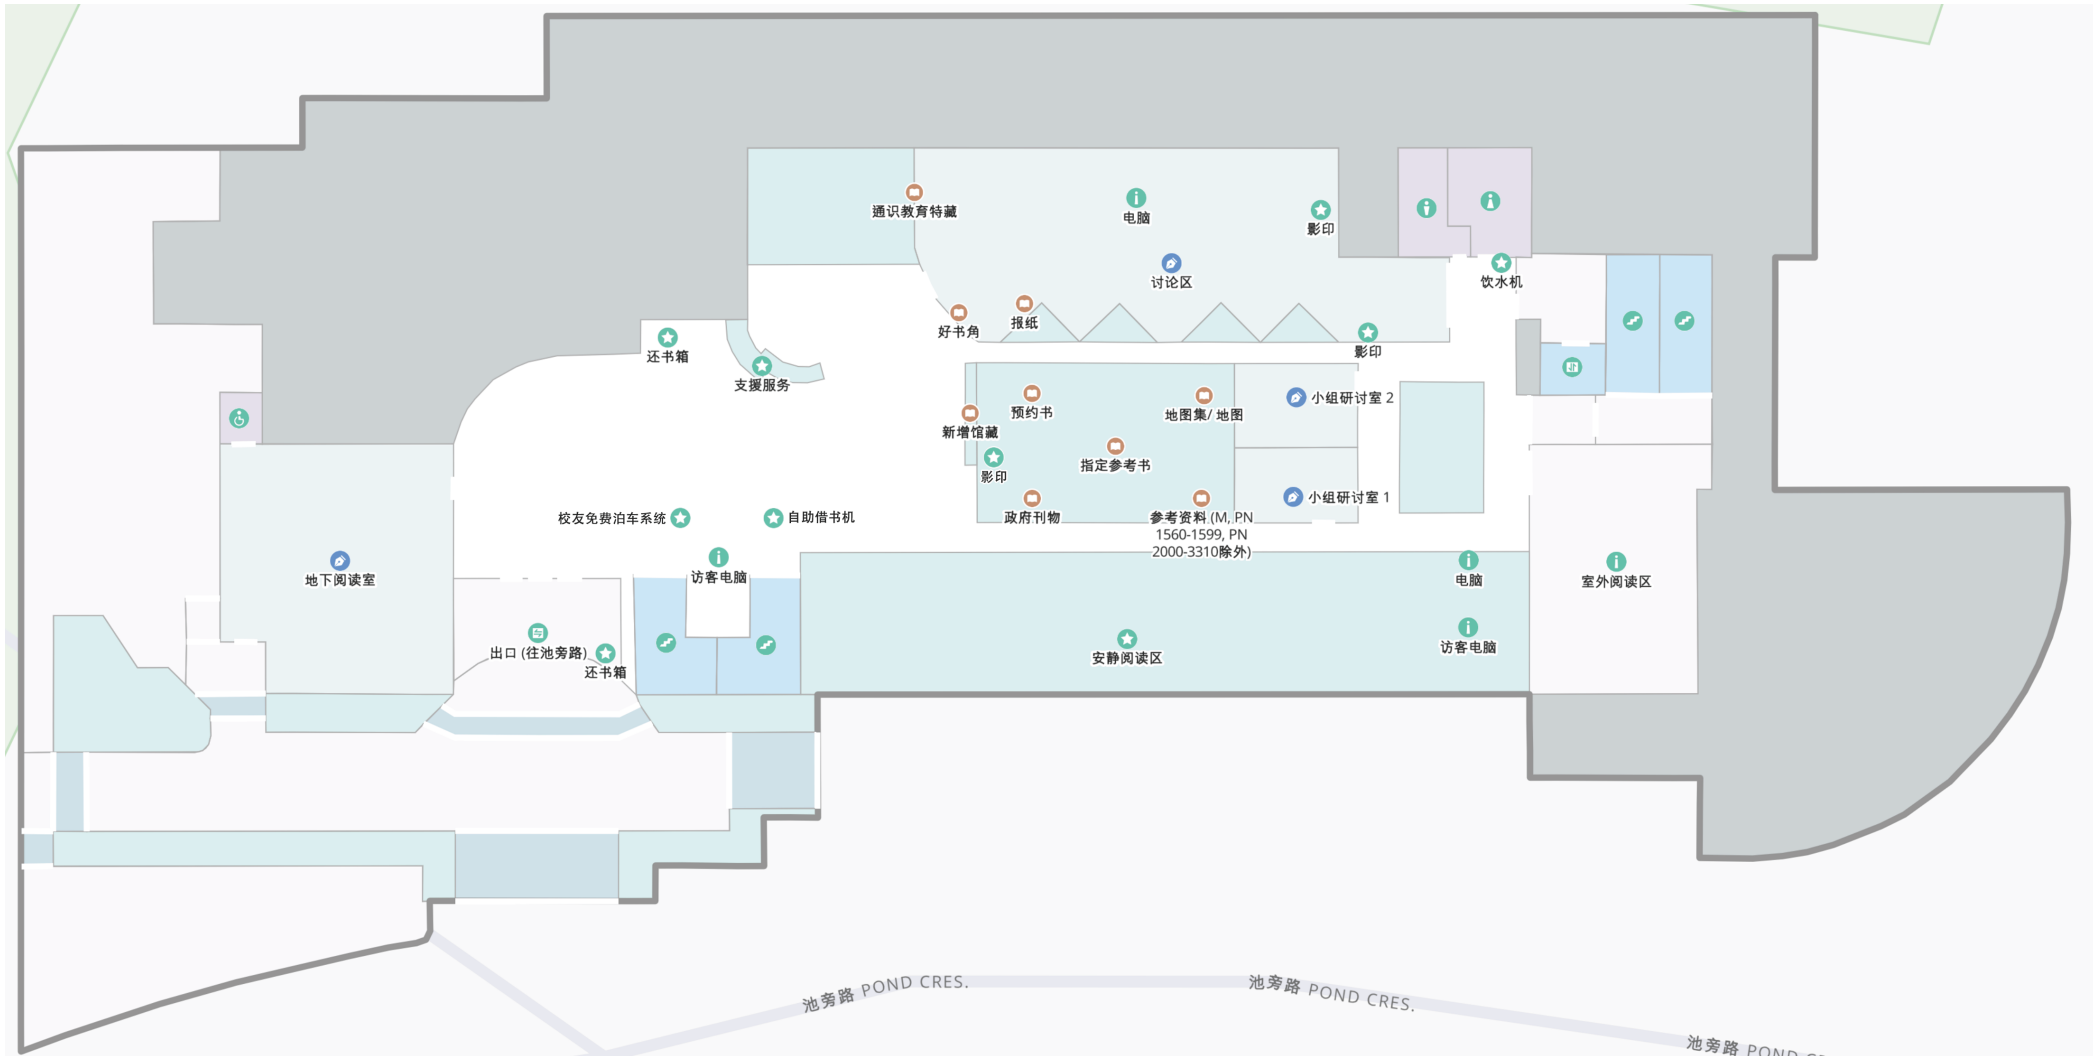 通识教育特藏
电脑
影印
讨论区
饮水机
好书角
报纸
影印
还书箱
支援服务
预约书
地图集/ 地图
小组研讨室 2
新增馆藏
指定参考书
影印
政府刊物
参考资料 (M, PN
1560-1599, PN
2000-3310除外)
小组研讨室 1
校友免费泊车系统
自助借书机
访客电脑
地下阅读室
电脑
室外阅读区
出口 (往池旁路)
还书箱
安静阅读区
访客电脑
池旁路 POND CRES.
池旁路 POND CRES.
池旁路 POND